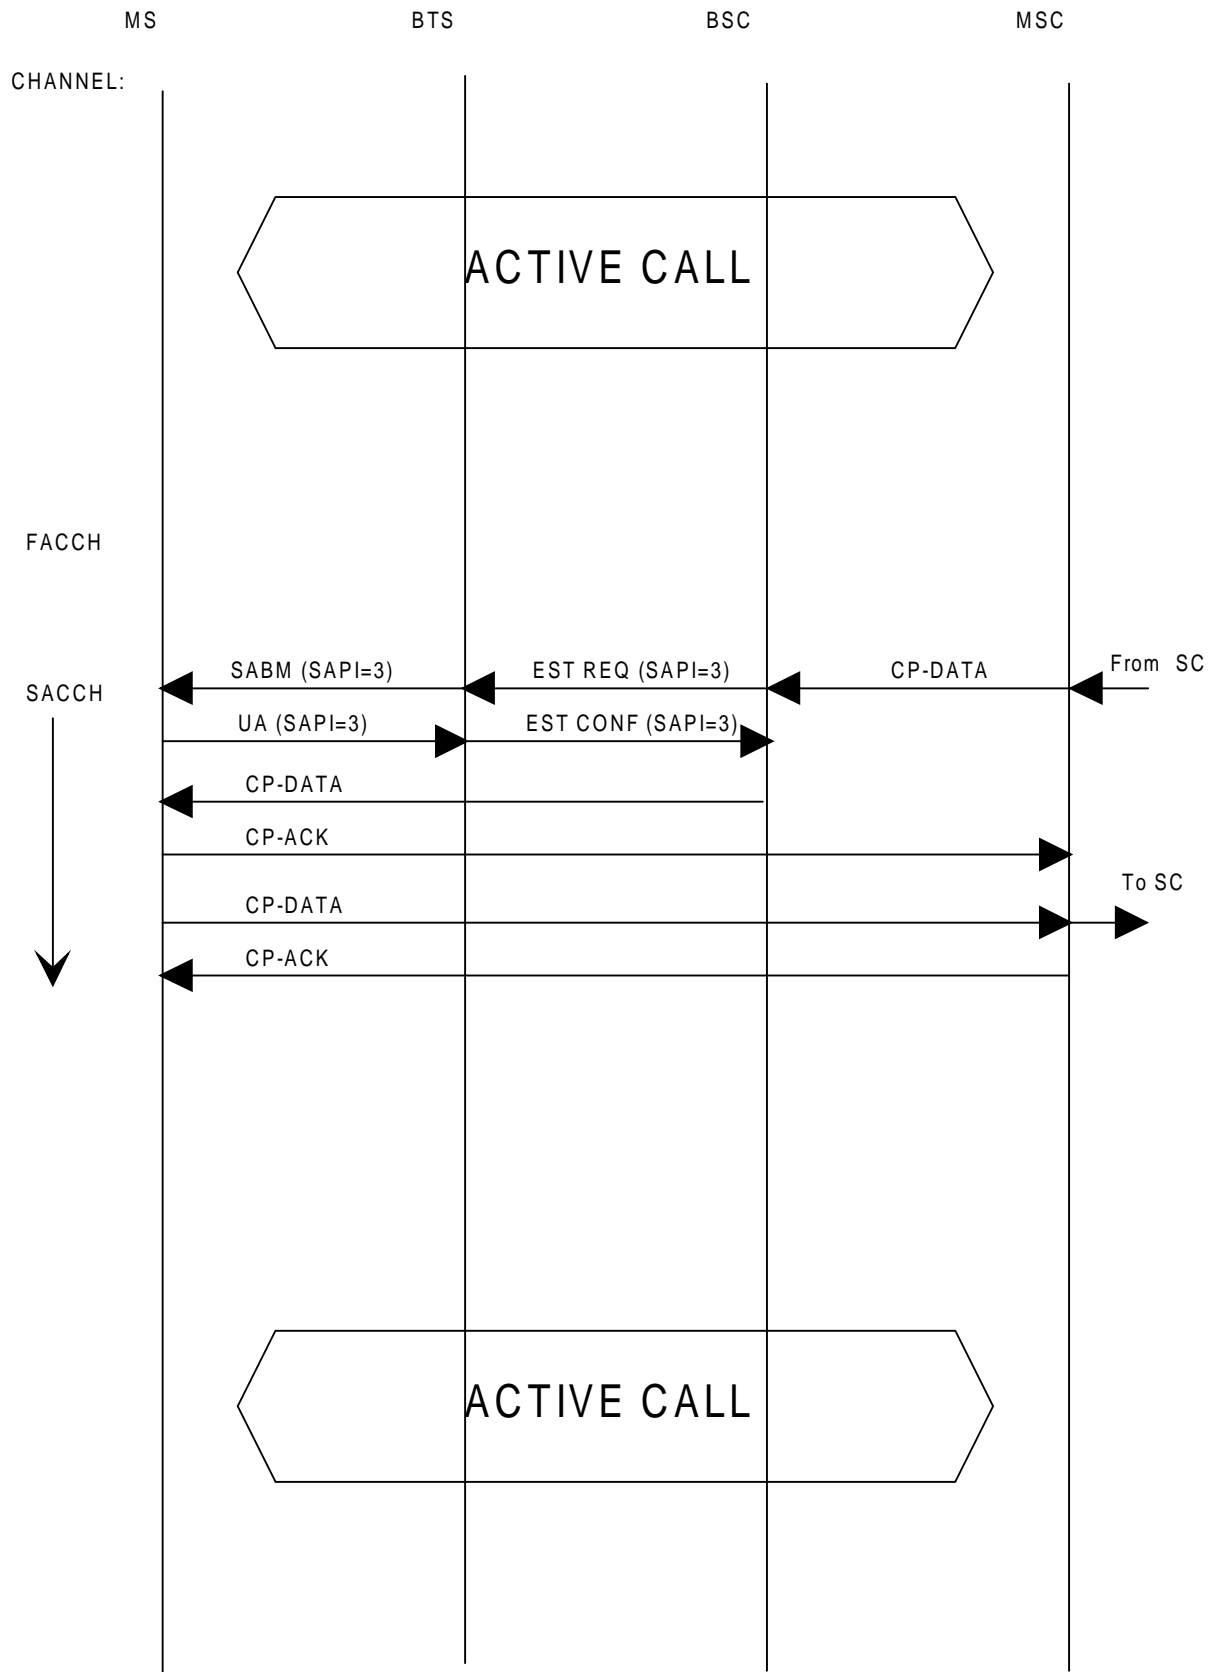 MS BTS BSC MSC
CHANNEL:
ACTIVE CALL
FACCH
SABM (SAPI=3) EST REQ (SAPI=3) CP-DATA From SC
SACCH
UA (SAPI=3) EST CONF (SAPI=3)
CP-DATA
CP-ACK
To SC
CP-DATA
CP-ACK
ACTIVE CALL